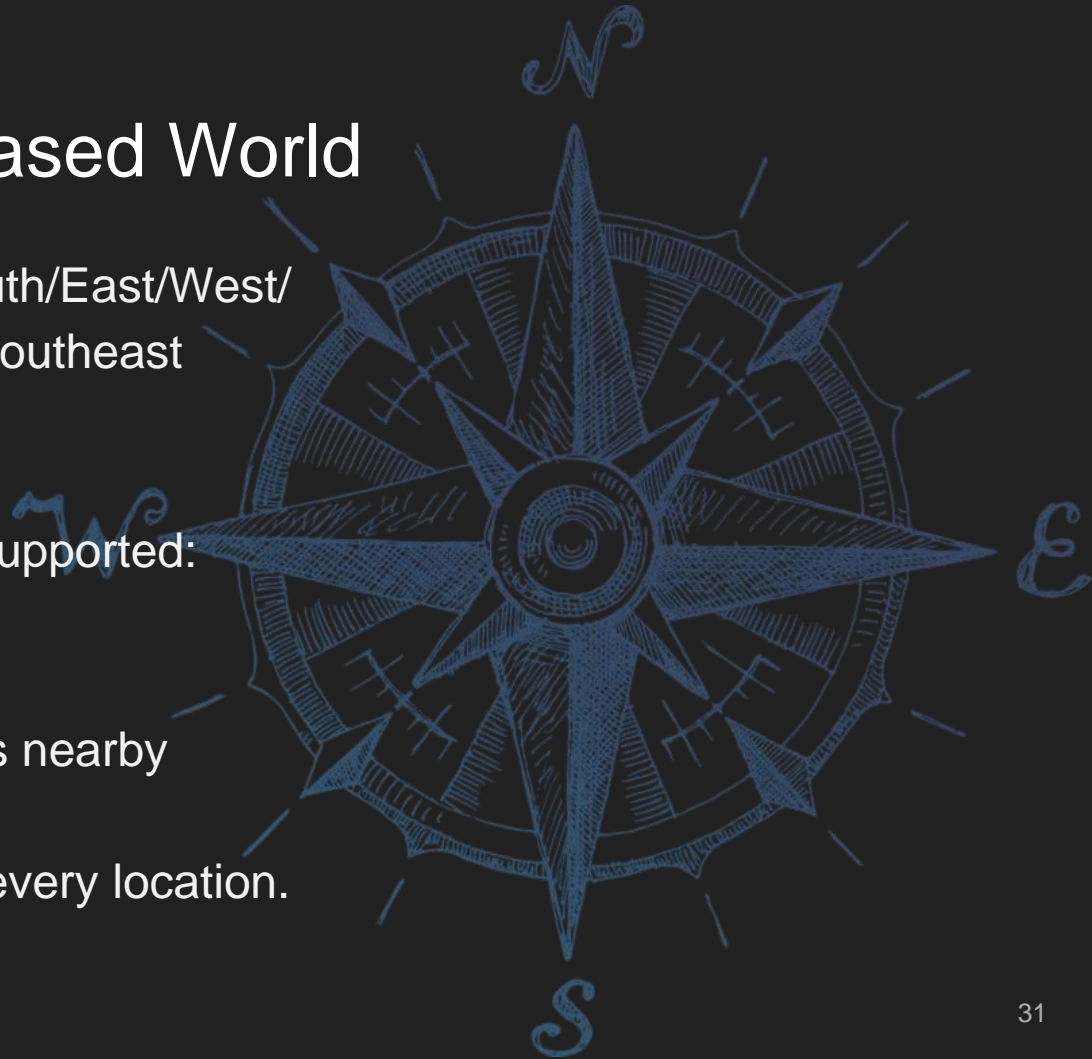 N
ased World
uth/East/West/
outheast
W
E
upported:
s nearby
every location.
S
31